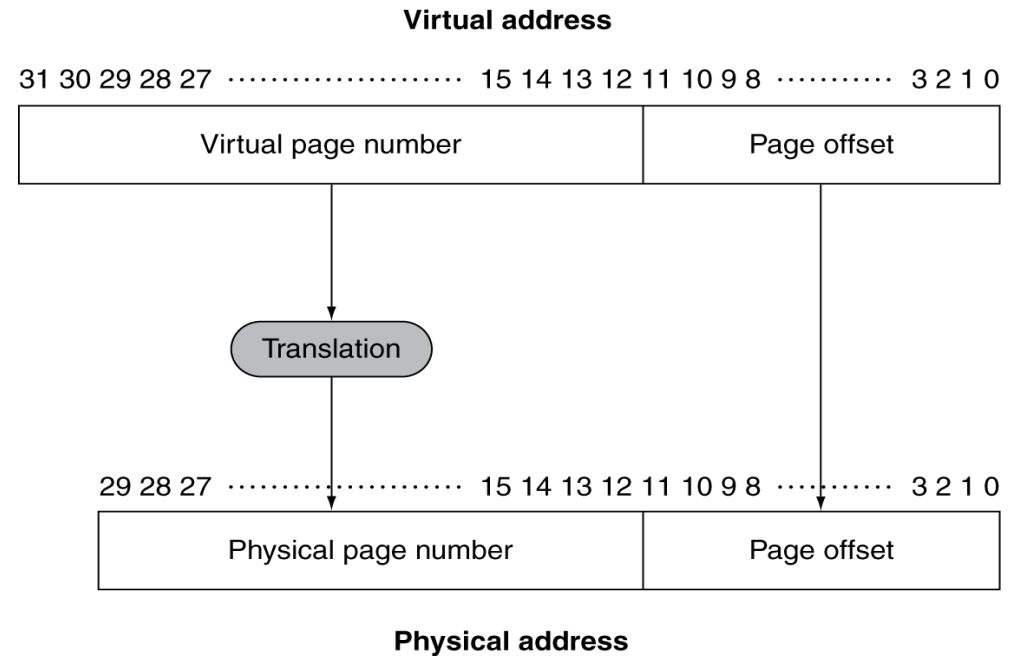 Virtual address
31 30 29 28 27 ······················ 15 14 13 12 11 10 9 8 ··········· 3 2 1 0
Virtual page number Page offset
Translation
29 28 27 ······················ 15 14 13 12 11 10 9 8 ··········· 3 2 1 0
Physical page number Page offset
Physical address